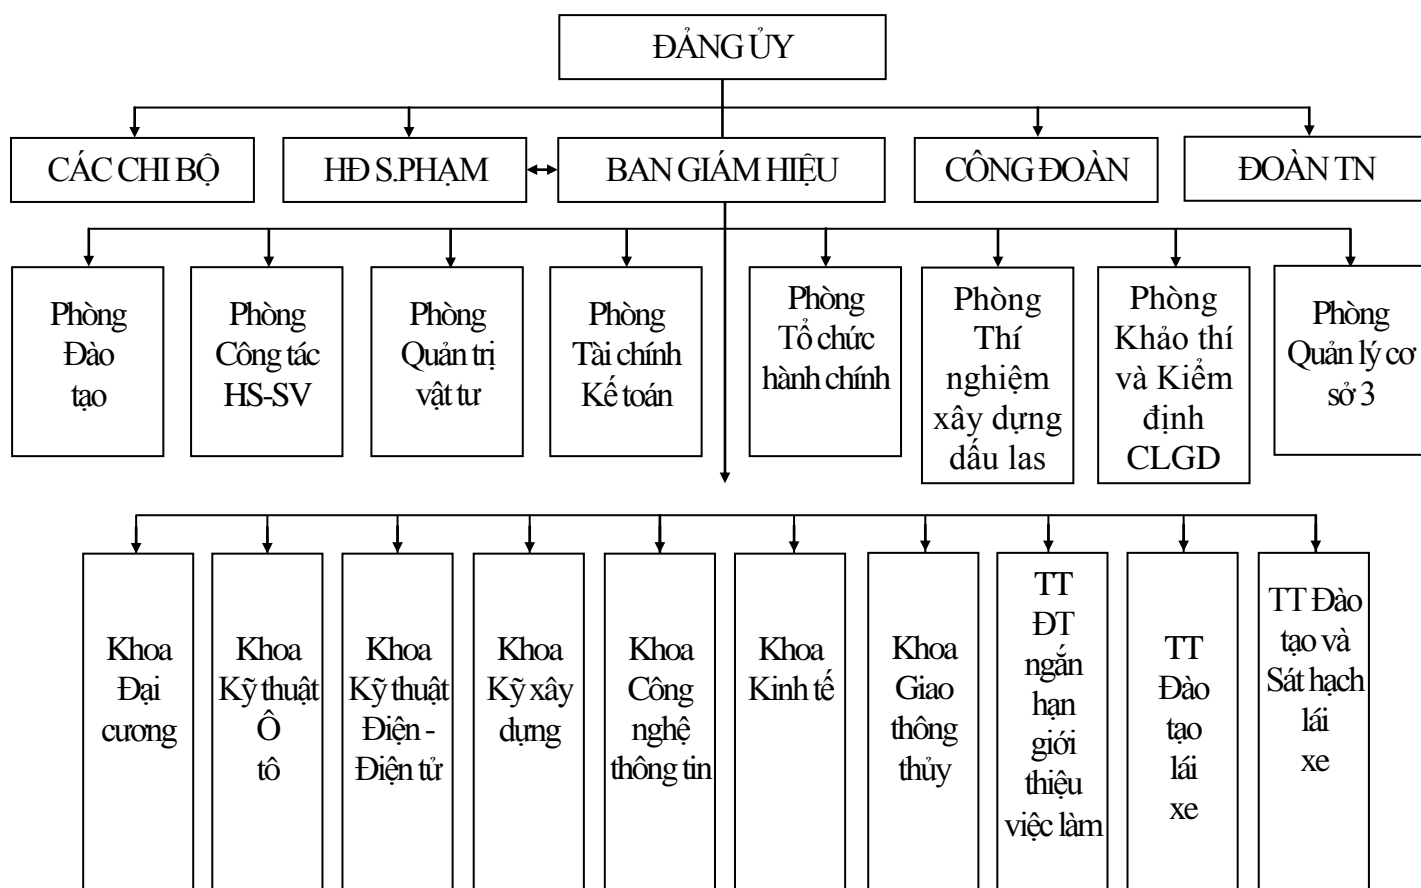 ĐẢNG ỦY
CÁC CHI BỘ
HĐ S.PHẠM
BAN GIÁM HIỆU
CÔNG ĐOÀN
ĐOÀN TN
Phòng
Đào
tạo
Phòng
Công tác
HS-SV
Phòng
Quản trị
vật tư
Phòng
Tài chính
Kế toán
Phòng
Tổ chức
hành chính
Phòng
Thí
nghiệm
xây dựng
dấu las
Phòng
Khảo thí
và Kiểm
định
CLGD
Phòng
Quản lý cơ
sở 3
Khoa
Đại
cương
Khoa
Kỹ thuật
Ô
tô
Khoa
Kỹ thuật
Điện -
Điện tử
Khoa
Kỹ xây
dựng
Khoa
Công
nghệ
thông tin
Khoa
Kinh tế
Khoa
Giao
thông
thủy
TT
ĐT
ngắn
hạn
giới
thiệu
việc làm
TT
Đào
tạo
lái
xe
TT Đào
tạo và
Sát hạch
lái
xe